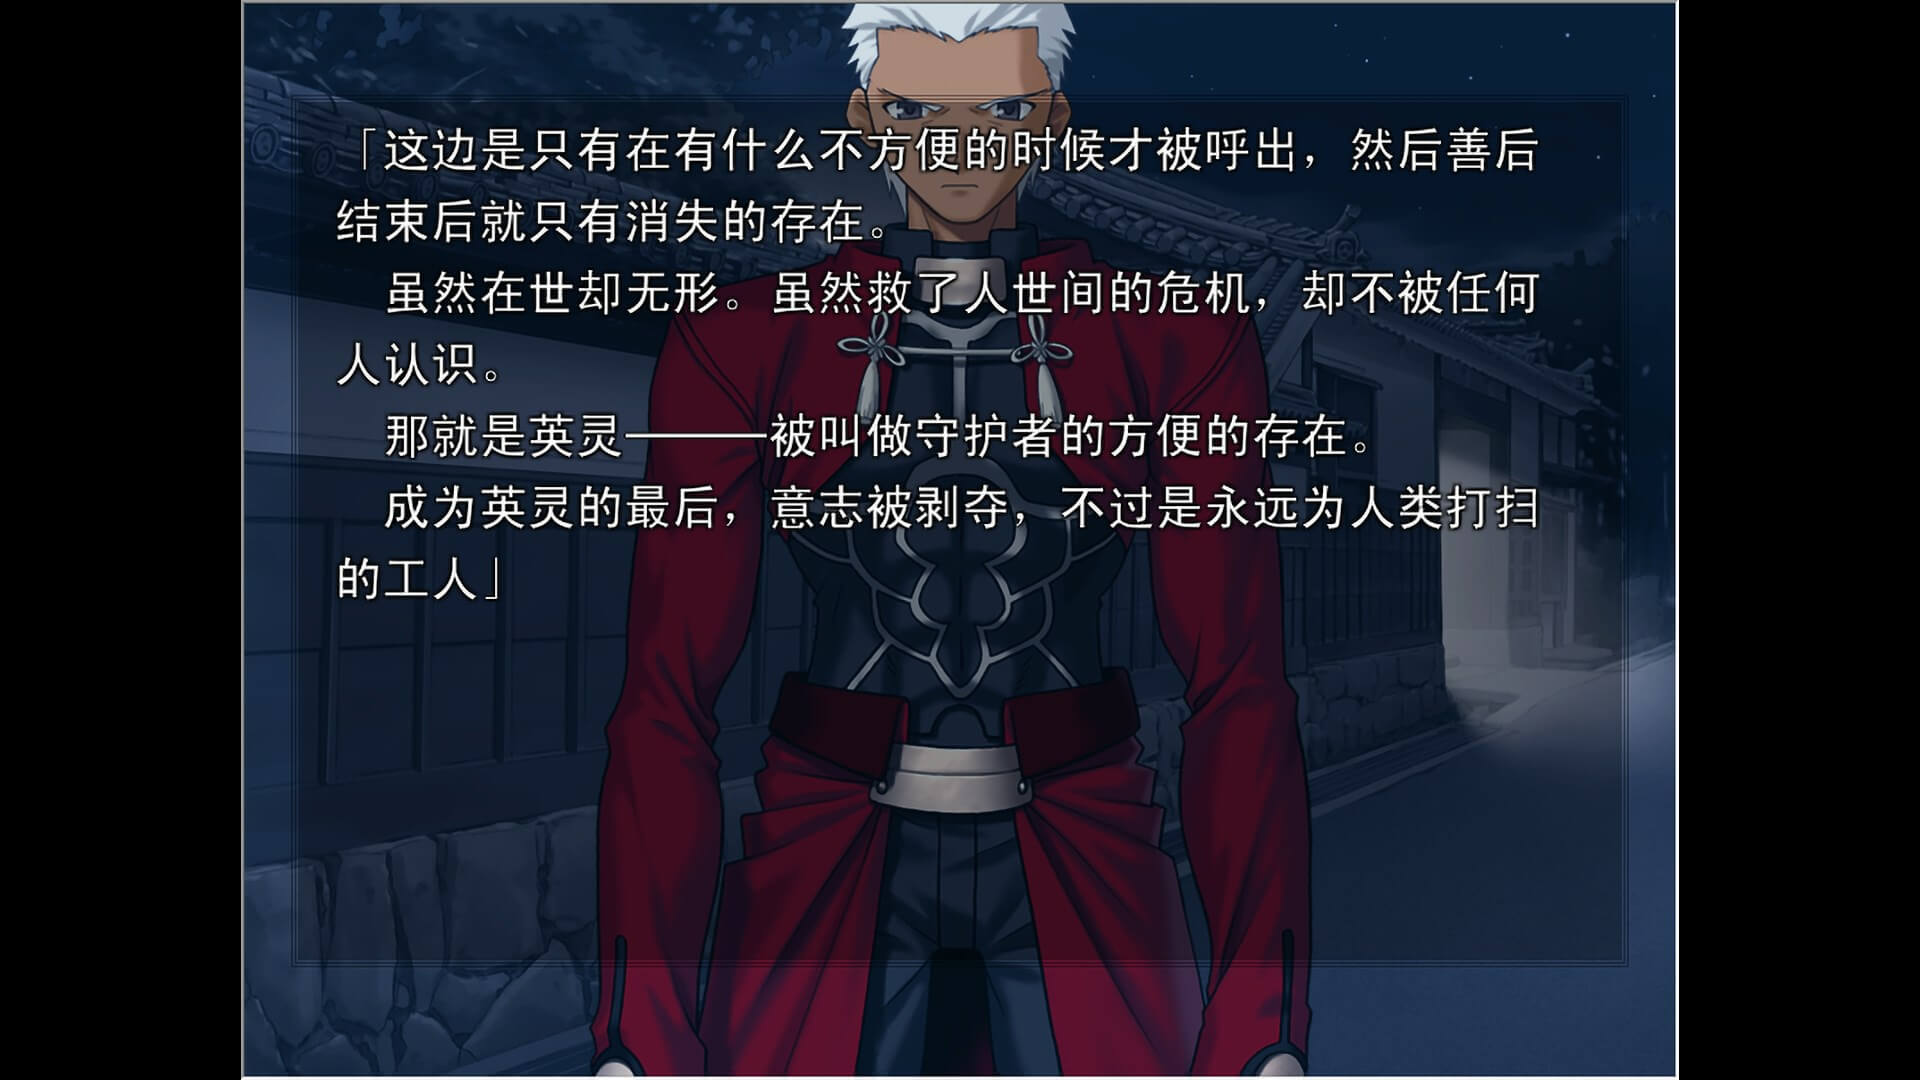 「这边是只有在有什么不方便的时候才被呼出，然后善后
结束后就只有消失的存在。
虽然在世却无形。虽然救了人世间的危机，却不被任何
人认识。
那就是英灵———被叫做守护者的方便的存在。
成为英灵的最后，意志被剥夺，不过是永远为人类打扫
的工人」